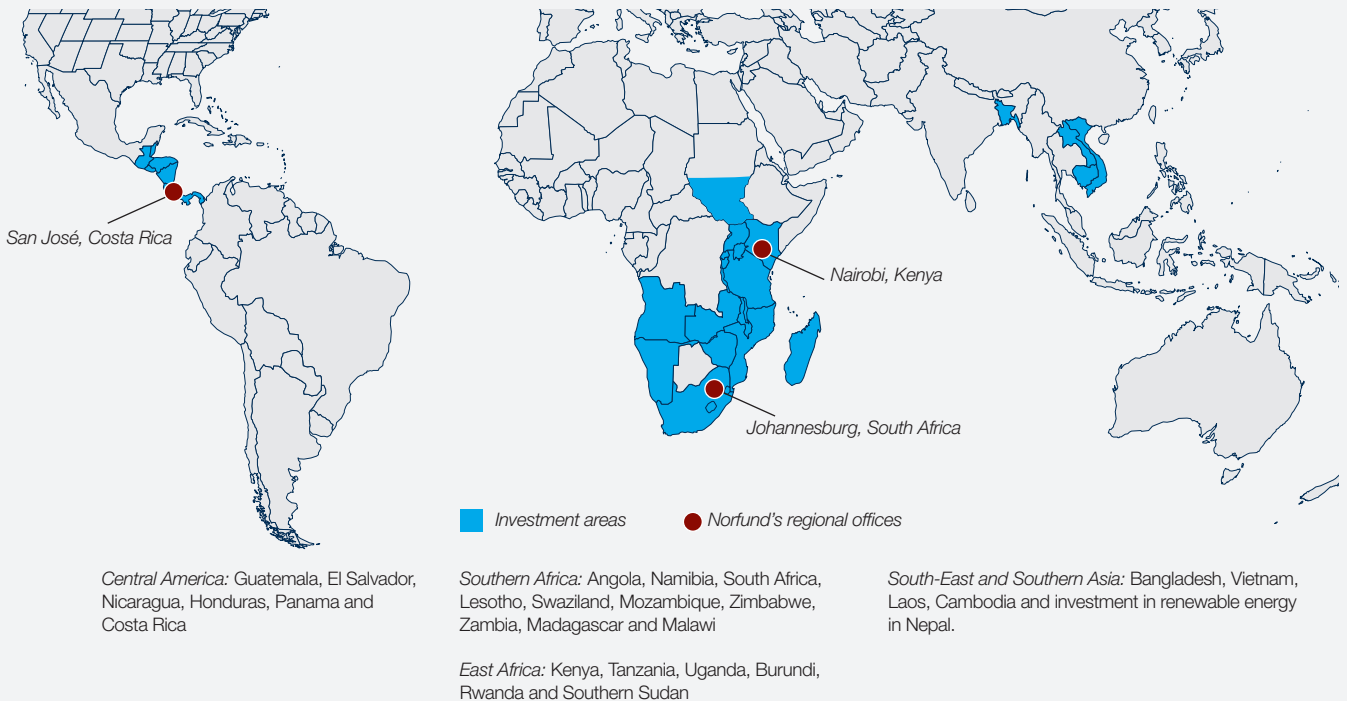 San José, Costa Rica
Nairobi, Kenya
Johannesburg, South Africa
Investment areas
Norfund's regional offices
Central America: Guatemala, El Salvador,
Nicaragua, Honduras, Panama and
Costa Rica
Southern Africa: Angola, Namibia, South Africa,
Lesotho, Swaziland, Mozambique, Zimbabwe,
Zambia, Madagascar and Malawi
East Africa: Kenya, Tanzania, Uganda, Burundi,
Rwanda and Southern Sudan
South-East and Southern Asia: Bangladesh, Vietnam,
Laos, Cambodia and investment in renewable energy
in Nepal.